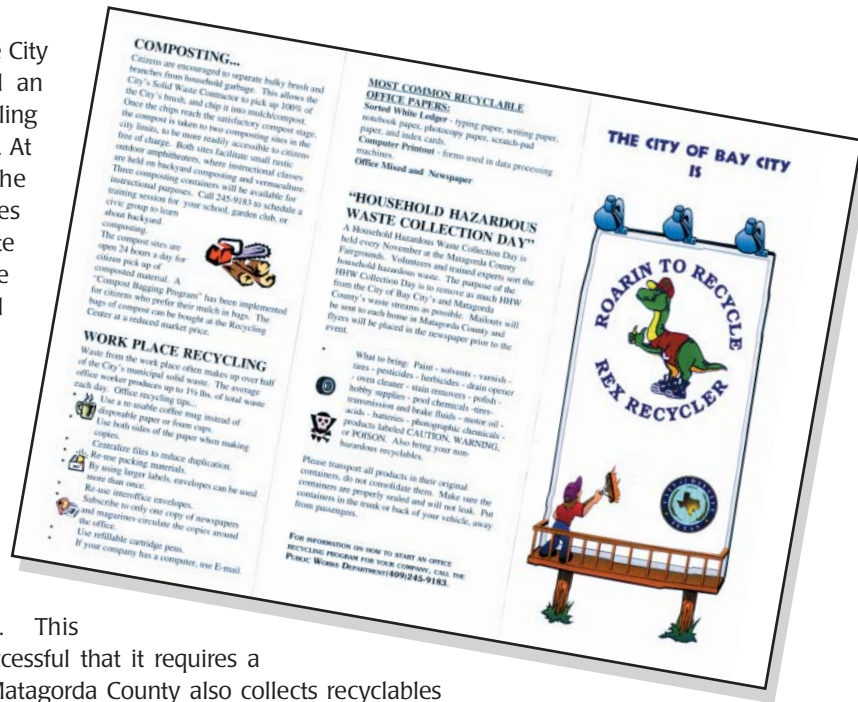 e City
an
ling
At
he
es
e
COMPOSTING...
Citizens are encouraged to separate bulky brush and
branches from household garbage. This allows the
City's Solid Waste Contractor to pick up 100% of
the City's brush, and chip it into mulch/compost.
Once the chips reach the satisfactory compost stage,
the compost is taken to two composting sites in the
city limits, to be more readily accessible to citizens
free of charge. Both sites facilitate small rustic
outdoor amphitheaters, where instructional classes
are held on backyard composting and vermaculture.
Three composting containers will be available for
instructional purposes. Call 245-9183 to schedule a
training session for your school, garden club, or
civic group to learn
about backyard
composting.
The compost sites are
open 24 hours a day for
citizen pick up of
composted material. A
"Compost Bagging Program" has been implemented
for citizens who prefer their mulch in bags. The
bags of compost can be bought at the Recycling
Center at a reduced market price.
WORK PLACE RECYCLING
Waste from the work place often makes up over half
of the City's municipal solid waste. The average
office worker produces up to 1½ lbs. of total waste
each day. Office recycling tips...
• Use a re-usable coffee mug instead of
disposable paper or foam cups.
• Use both sides of the paper when making
copies.
• Centralize files to reduce duplication.
• Re-use packing materials.
• By using larger labels, envelopes can be used
more than once.
• Re-use interoffice envelopes.
• Subscribe to only one copy of newspapers
and magazines-circulate the copies around
the office.
• Use refillable cartridge pens.
• If your company has a computer, use E-mail.
MOST COMMON RECYCLABLE
OFFICE PAPERS:
Sorted White Ledger - typing paper, writing paper,
notebook paper, photocopy paper, scratch-pad
paper, and index cards.
Computer Printout - forms used in data processing
machines.
Office Mixed and Newspaper
"HOUSEHOLD HAZARDOUS
WASTE COLLECTION DAY"
A Household Hazardous Waste Collection Day is
held every November at the Matagorda County
Fairgrounds. Volunteers and trained experts sort the
household hazardous waste. The purpose of the
HHW Collection Day is to remove as much HHW
from the City of Bay City's and Matagorda
County's waste streams as possible. Mailouts will
be sent to each home in Matagorda County and
flyers will be placed in the newspaper prior to the
event.
• What to bring: Paint - solvents - varnish -
tires - pesticides - herbicides - drain opener
- oven cleaner - stain removers - polish -
hobby supplies - pool chemicals -tires-
transmission and brake fluids - motor oil -
acids - batteries - photographic chemicals -
products labeled CAUTION, WARNING,
or POISON. Also bring your non-
hazardous recyclables.
Please transport all products in their original
containers, do not consolidate them. Make sure the
containers are properly sealed and will not leak. Put
containers in the trunk or back of your vehicle, away
from passengers.
FOR INFORMATION ON HOW TO START AN OFFICE
RECYCLING PROGRAM FOR YOUR COMPANY, CALL THE
PUBLIC WORKS DEPARTMENT(409)245-9183.
THE CITY OF BAY CITY
IS
ROARIN TO RECYCLE
REX RECYCLER
. This
ccessful that it requires a
Matagorda County also collects recyclables